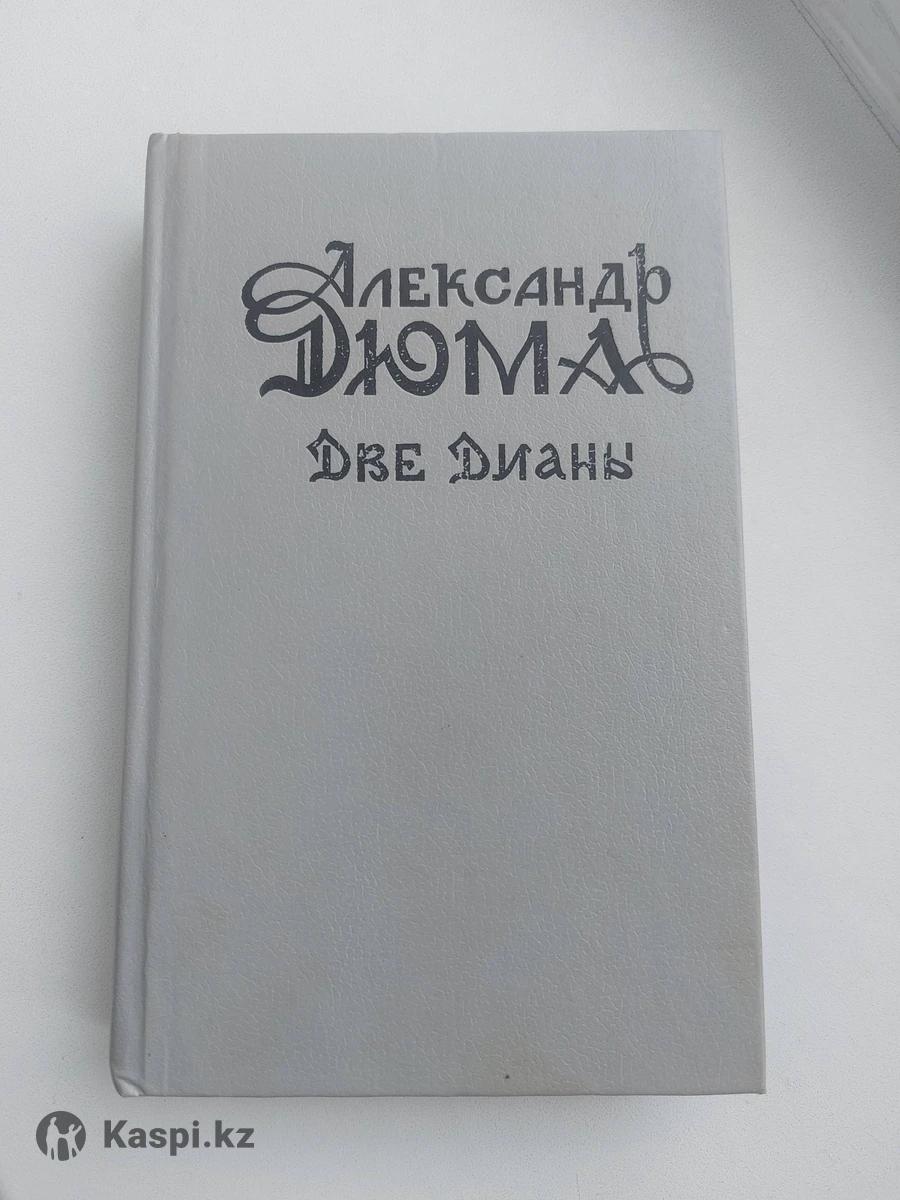 Александр
Дюма
Две Дианы
Kaspi.kz